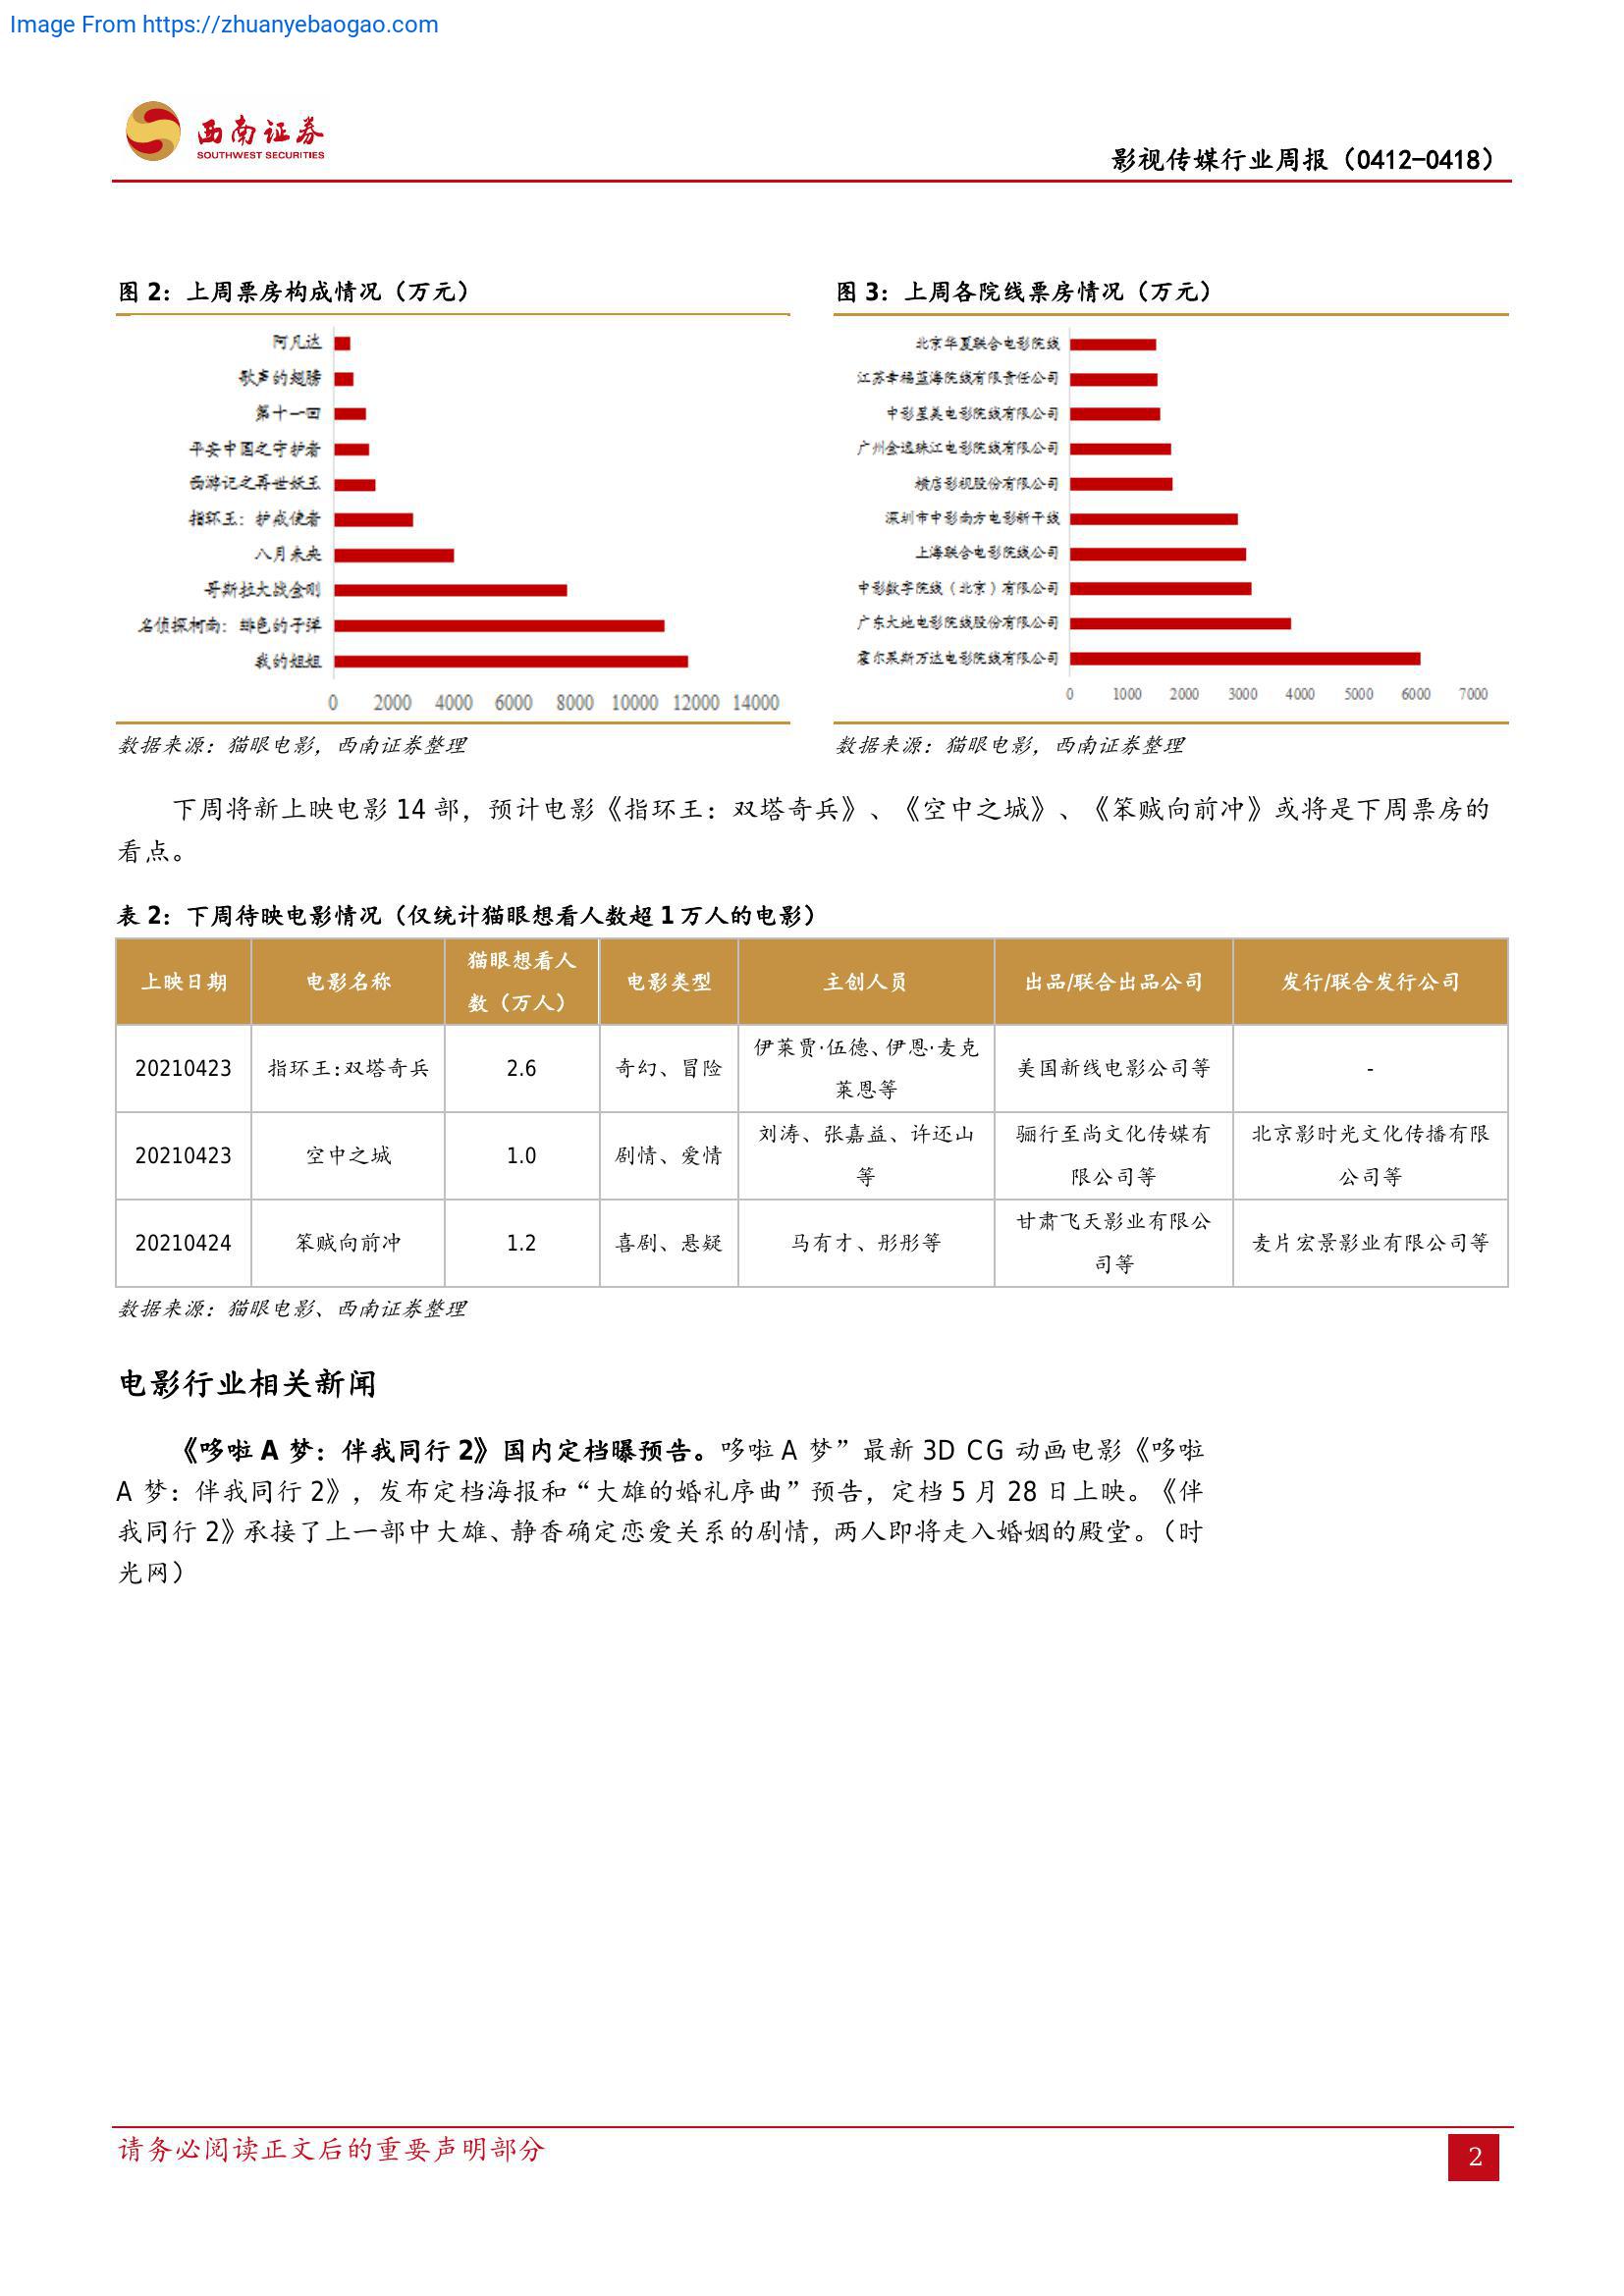 Image From https://zhuanyebaogao.com
西南证券
SOUTHWEST SECURITIES
影视传媒行业周报（0412-0418）
图 2：上周票房构成情况（万元）
阿凡达
歌声的翅膀
第十一回
平安中国之守护者
西游记之再世妖王
指环王：护戒使者
八月未央
哥斯拉大战金刚
名侦探柯南：绯色的子弹
我的姐姐
0 2000 4000 6000 8000 10000 12000 14000
数据来源：猫眼电影，西南证券整理
图 3：上周各院线票房情况（万元）
北京华夏联合电影院线
江苏幸福蓝海院线有限责任公司
中影星美电影院线有限公司
广州金逸珠江电影院线有限公司
横店影视股份有限公司
深圳市中影南方电影新干线
上海联合电影院线公司
中影数字院线（北京）有限公司
广东大地电影院线股份有限公司
霍尔果斯万达电影院线有限公司
0 1000 2000 3000 4000 5000 6000 7000
数据来源：猫眼电影，西南证券整理
下周将新上映电影 14 部，预计电影《指环王：双塔奇兵》、《空中之城》、《笨贼向前冲》或将是下周票房的
看点。
表 2：下周待映电影情况（仅统计猫眼想看人数超 1 万人的电影）
上映日期 电影名称 猫眼想看人数（万人） 电影类型 主创人员 出品/联合出品公司 发行/联合发行公司
20210423 指环王：双塔奇兵 2.6 奇幻、冒险 伊莱贾·伍德、伊恩·麦克莱恩等 美国新线电影公司等 -
20210423 空中之城 1.0 剧情、爱情 刘涛、张嘉益、许还山等 骊行至尚文化传媒有限公司等 北京影时光文化传播有限公司等
20210424 笨贼向前冲 1.2 喜剧、悬疑 马有才、彤彤等 甘肃飞天影业有限公司等 麦片宏景影业有限公司等
数据来源：猫眼电影、西南证券整理
电影行业相关新闻
《哆啦 A 梦：伴我同行 2》国内定档曝预告。哆啦 A 梦”最新 3D CG 动画电影《哆啦
A 梦：伴我同行 2》，发布定档海报和“大雄的婚礼序曲”预告，定档 5 月 28 日上映。《伴
我同行 2》承接了上一部中大雄、静香确定恋爱关系的剧情，两人即将走入婚姻的殿堂。（时
光网）
请务必阅读正文后的重要声明部分
2